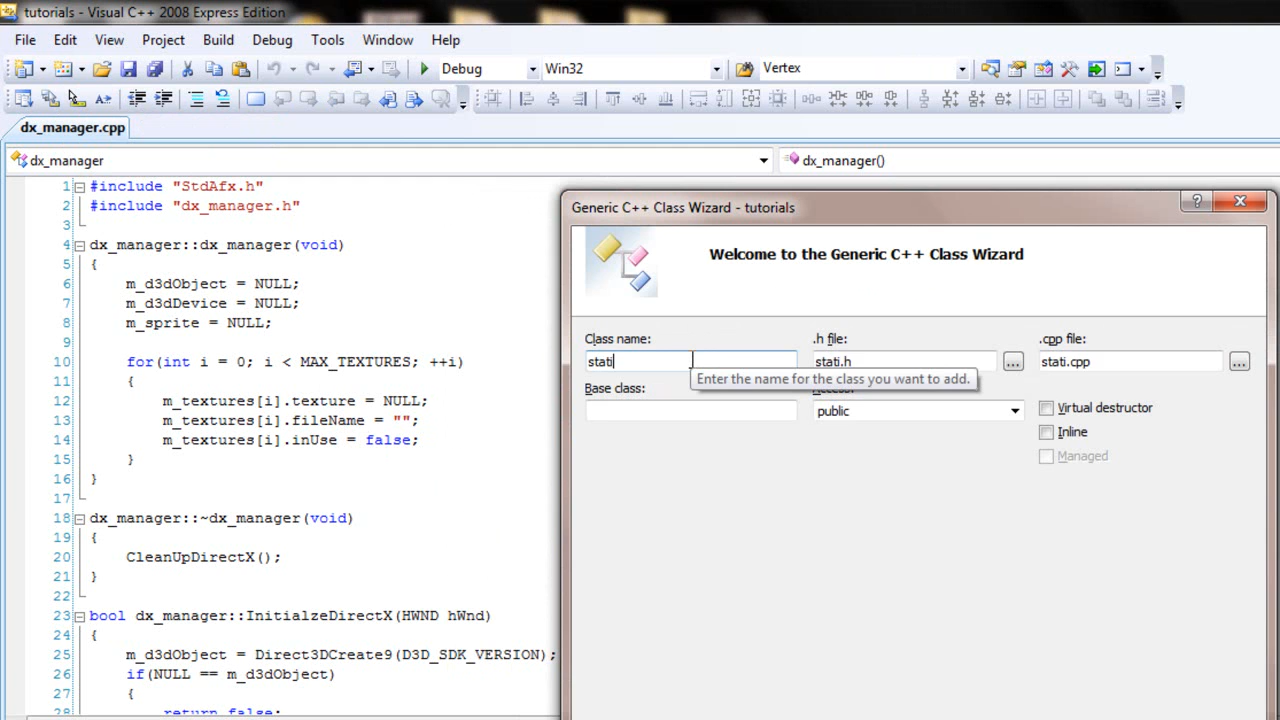 tutorials - Visual C++ 2008 Express Edition
File Edit View Project Build Debug Tools Window Help
Debug Win32 Vertex
dx_manager.cpp
dx_manager dx_manager()
1 #include "StdAfx.h"
2 #include "dx_manager.h"
3
4 dx_manager::dx_manager(void)
5 {
6 m_d3dObject = NULL;
7 m_d3dDevice = NULL;
8 m_sprite = NULL;
9
10 for(int i = 0; i < MAX_TEXTURES; ++i)
11 {
12 m_textures[i].texture = NULL;
13 m_textures[i].fileName = "";
14 m_textures[i].inUse = false;
15 }
16 }
17
18 dx_manager::~dx_manager(void)
19 {
20 CleanUpDirectX();
21 }
22
23 bool dx_manager::InitialzeDirectX(HWND hWnd)
24 {
25 m_d3dObject = Direct3DCreate9(D3D_SDK_VERSION);
26 if(NULL == m_d3dObject)
27 {
28 return false;
Generic C++ Class Wizard - tutorials
Welcome to the Generic C++ Class Wizard
Class name: .h file: .cpp file:
stati stati.h ... stati.cpp ...
Enter the name for the class you want to add.
Base class:
public
Virtual destructor
Inline
Managed